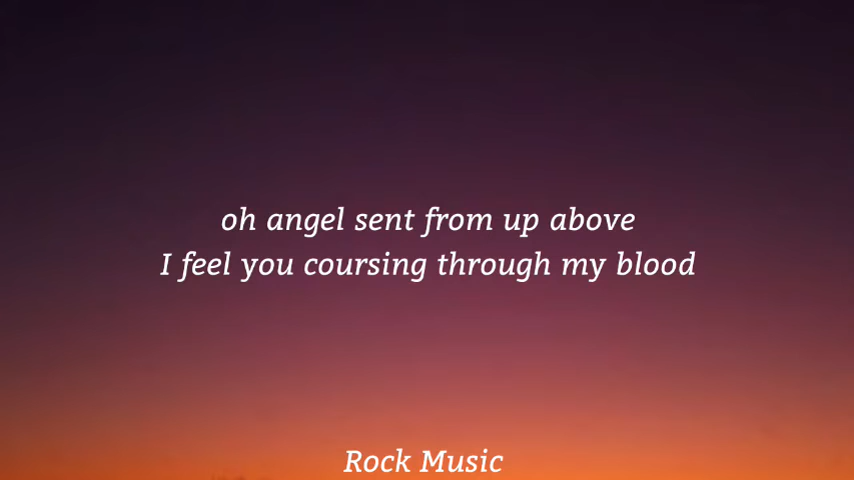 oh angel sent from up above
I feel you coursing through my blood
Rock Music